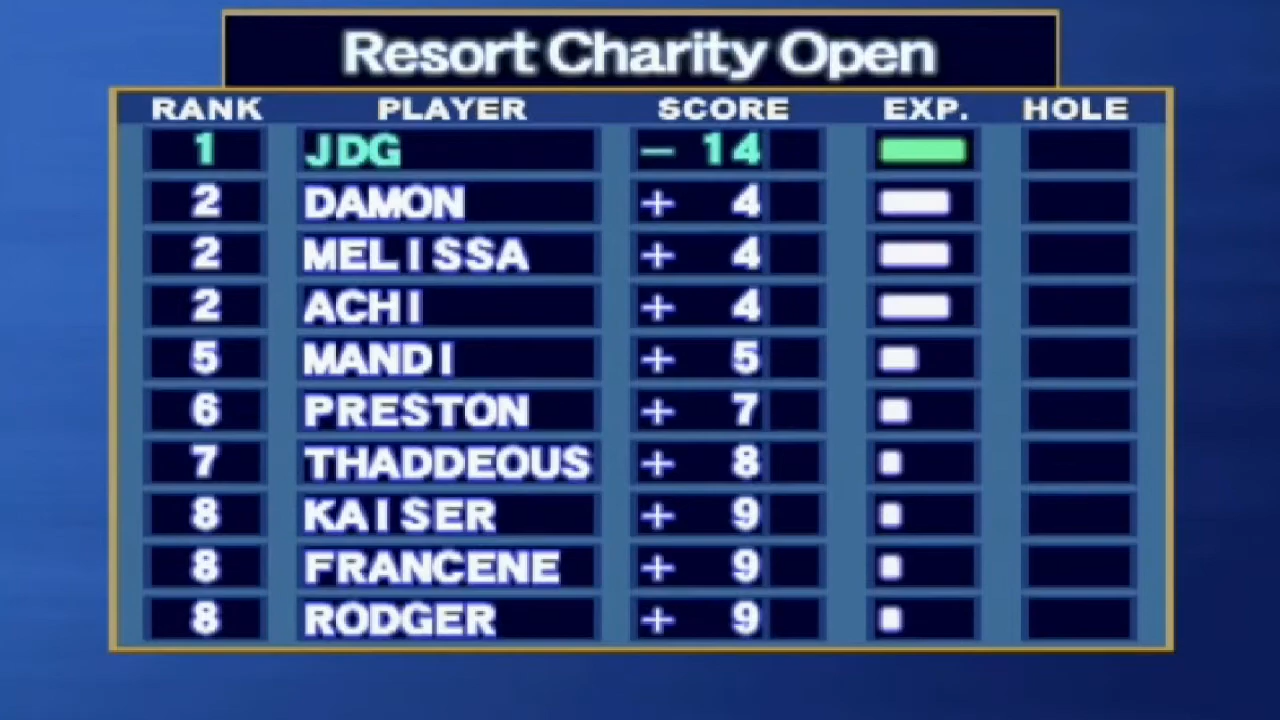 Resort Charity Open
RANK PLAYER SCORE EXP. HOLE
1 JDG − 14
2 DAMON + 4
2 MELISSA + 4
2 ACHI + 4
5 MANDI + 5
6 PRESTON + 7
7 THADDEOUS + 8
8 KAISER + 9
8 FRANCENE + 9
8 RODGER + 9